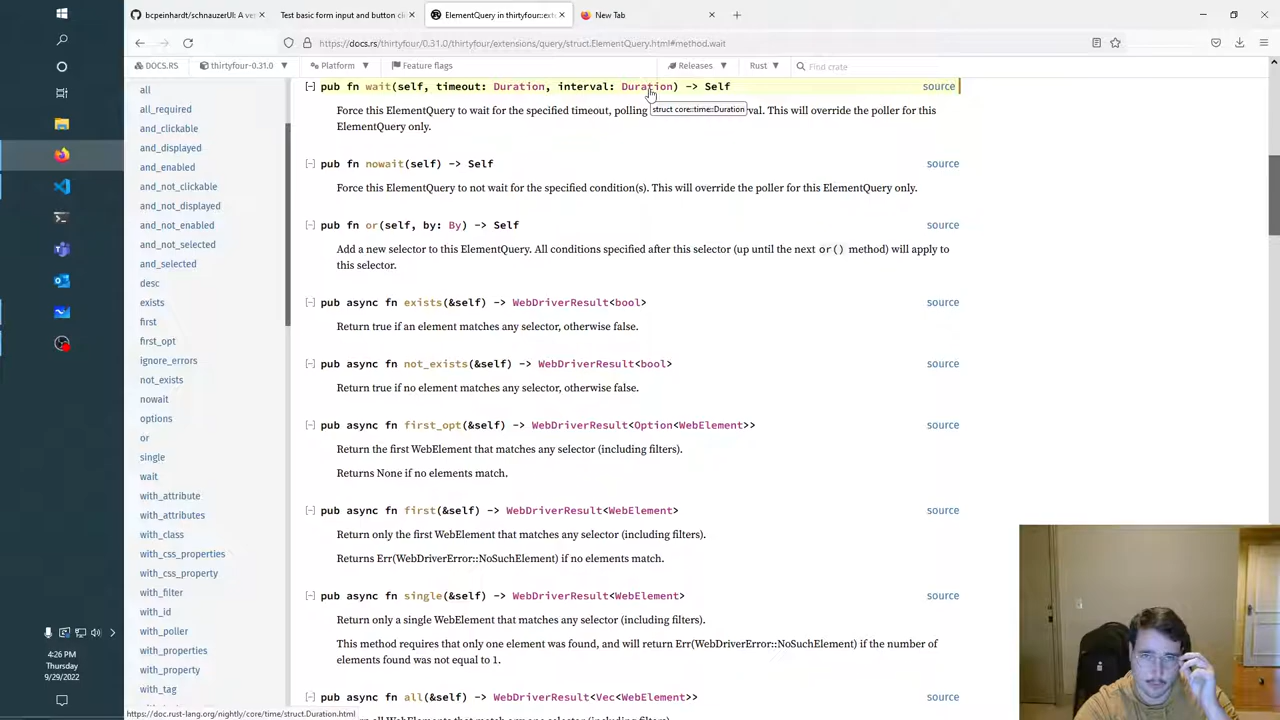 bcpeinhardt/schnauzerUI: A ver
Test basic form input and button cli
ElementQuery in thirtyfour::exte
New Tab
https://docs.rs/thirtyfour/0.31.0/thirtyfour/extensions/query/struct.ElementQuery.html#method.wait
DOCS.RS thirtyfour-0.31.0 Platform Feature flags Releases Rust Find crate
all
all_required
and_clickable
and_displayed
and_enabled
and_not_clickable
and_not_displayed
and_not_enabled
and_not_selected
and_selected
desc
exists
first
first_opt
ignore_errors
not_exists
nowait
options
or
single
wait
with_attribute
with_attributes
with_class
with_css_properties
with_css_property
with_filter
with_id
with_poller
with_properties
with_property
with_tag
[-] pub fn wait(self, timeout: Duration, interval: Duration) -> Self source
struct core::time::Duration
Force this ElementQuery to wait for the specified timeout, polling val. This will override the poller for this
ElementQuery only.
[-] pub fn nowait(self) -> Self source
Force this ElementQuery to not wait for the specified condition(s). This will override the poller for this ElementQuery only.
[-] pub fn or(self, by: By) -> Self source
Add a new selector to this ElementQuery. All conditions specified after this selector (up until the next or() method) will apply to
this selector.
[-] pub async fn exists(&self) -> WebDriverResult<bool> source
Return true if an element matches any selector, otherwise false.
[-] pub async fn not_exists(&self) -> WebDriverResult<bool> source
Return true if no element matches any selector, otherwise false.
[-] pub async fn first_opt(&self) -> WebDriverResult<Option<WebElement>> source
Return the first WebElement that matches any selector (including filters).
Returns None if no elements match.
[-] pub async fn first(&self) -> WebDriverResult<WebElement> source
Return only the first WebElement that matches any selector (including filters).
Returns Err(WebDriverError::NoSuchElement) if no elements match.
[-] pub async fn single(&self) -> WebDriverResult<WebElement> source
Return only a single WebElement that matches any selector (including filters).
This method requires that only one element was found, and will return Err(WebDriverError::NoSuchElement) if the number of
elements found was not equal to 1.
[-] pub async fn all(&self) -> WebDriverResult<Vec<WebElement>> source
all WebElements that match any one selector (including filters).
https://doc.rust-lang.org/nightly/core/time/struct.Duration.html
4:26 PM
Thursday
9/29/2022